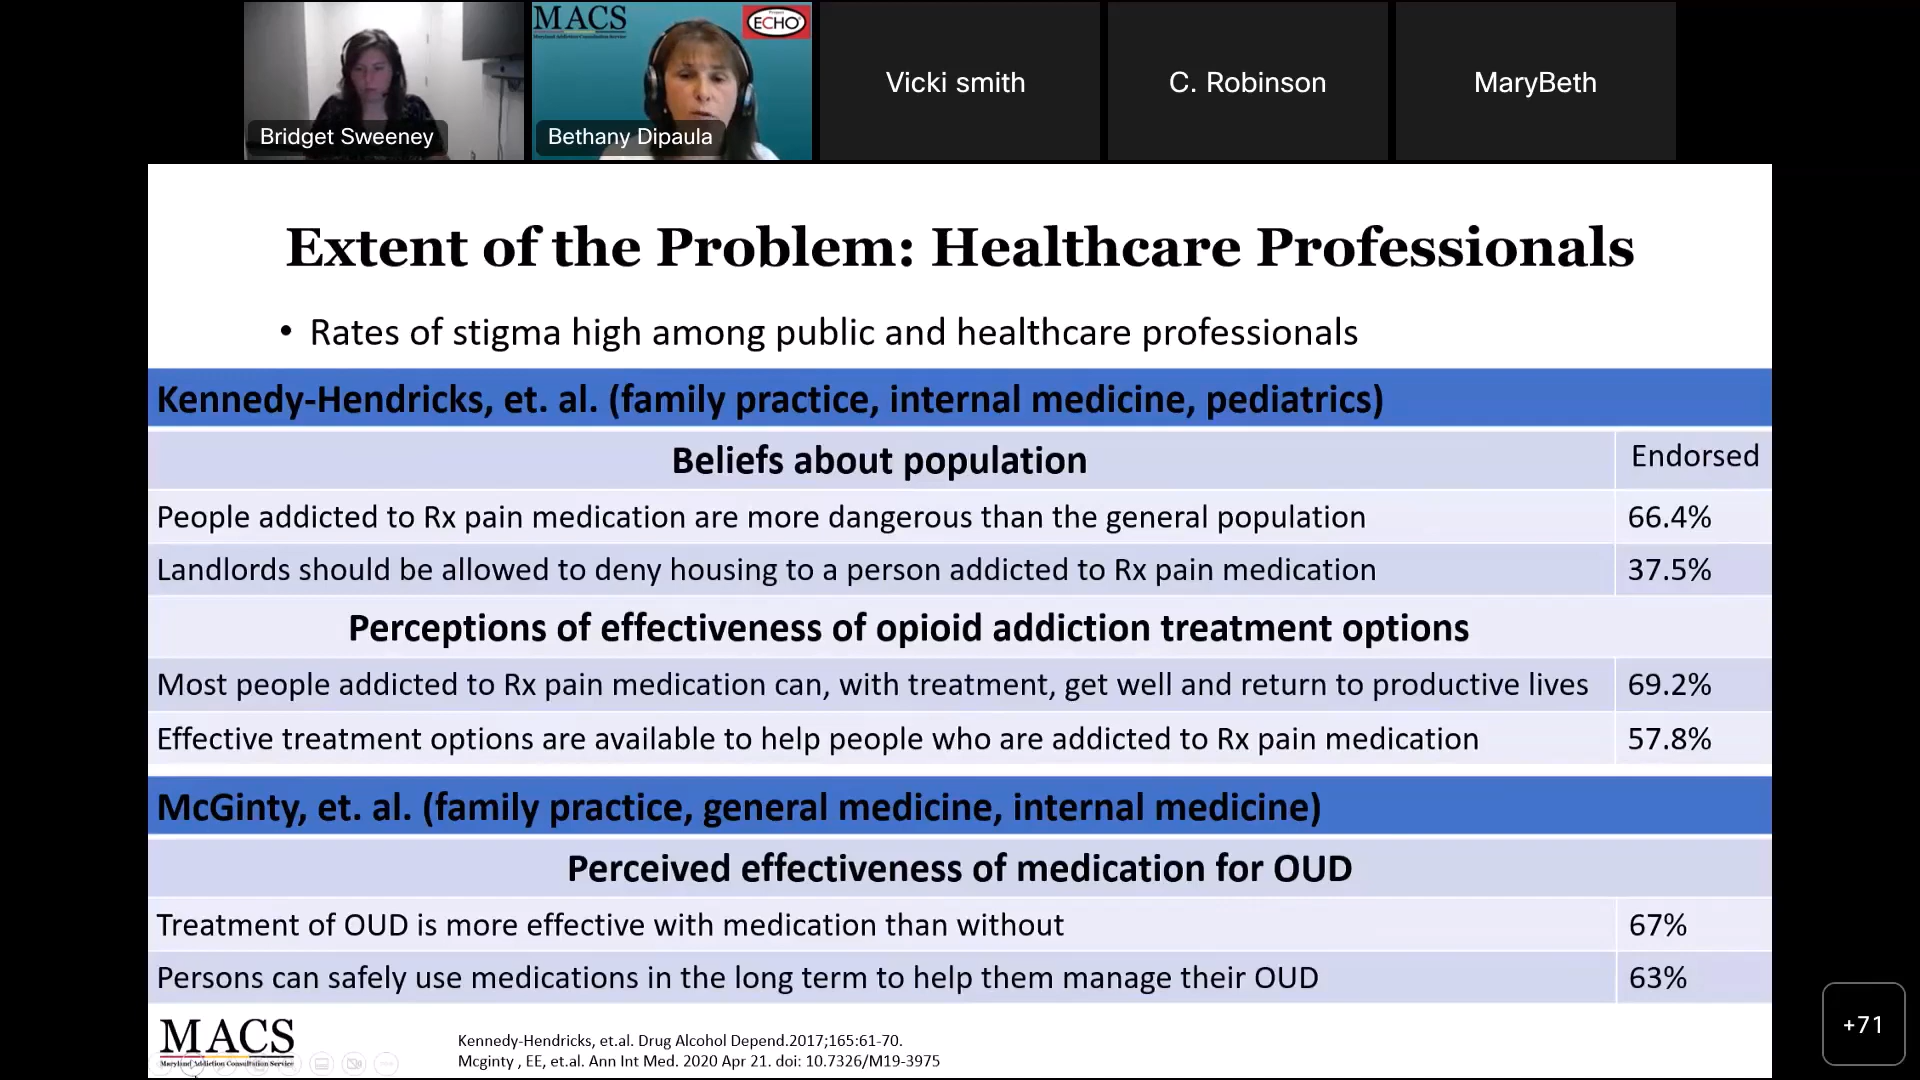 MACS
Maryland Addiction Consultation Service
Project
ECHO
Bridget Sweeney
Bethany Dipaula
Vicki smith
C. Robinson
MaryBeth
Extent of the Problem: Healthcare Professionals
• Rates of stigma high among public and healthcare professionals
Kennedy-Hendricks, et. al. (family practice, internal medicine, pediatrics)
Beliefs about population Endorsed
People addicted to Rx pain medication are more dangerous than the general population 66.4%
Landlords should be allowed to deny housing to a person addicted to Rx pain medication 37.5%
Perceptions of effectiveness of opioid addiction treatment options
Most people addicted to Rx pain medication can, with treatment, get well and return to productive lives 69.2%
Effective treatment options are available to help people who are addicted to Rx pain medication 57.8%
McGinty, et. al. (family practice, general medicine, internal medicine)
Perceived effectiveness of medication for OUD
Treatment of OUD is more effective with medication than without 67%
Persons can safely use medications in the long term to help them manage their OUD 63%
MACS
Maryland Addiction Consultation Service
Kennedy-Hendricks, et.al. Drug Alcohol Depend.2017;165:61-70.
Mcginty , EE, et.al. Ann Int Med. 2020 Apr 21. doi: 10.7326/M19-3975
+71